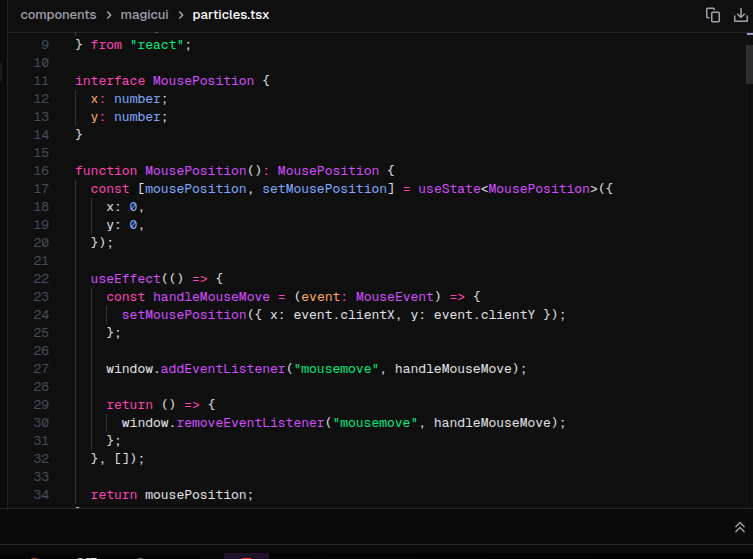 components > magicui > particles.tsx
9 } from "react";
10
11 interface MousePosition {
12 x: number;
13 y: number;
14 }
15
16 function MousePosition(): MousePosition {
17 const [mousePosition, setMousePosition] = useState<MousePosition>({
18 x: 0,
19 y: 0,
20 });
21
22 useEffect(() => {
23 const handleMouseMove = (event: MouseEvent) => {
24 setMousePosition({ x: event.clientX, y: event.clientY });
25 };
26
27 window.addEventListener("mousemove", handleMouseMove);
28
29 return () => {
30 window.removeEventListener("mousemove", handleMouseMove);
31 };
32 }, []);
33
34 return mousePosition;